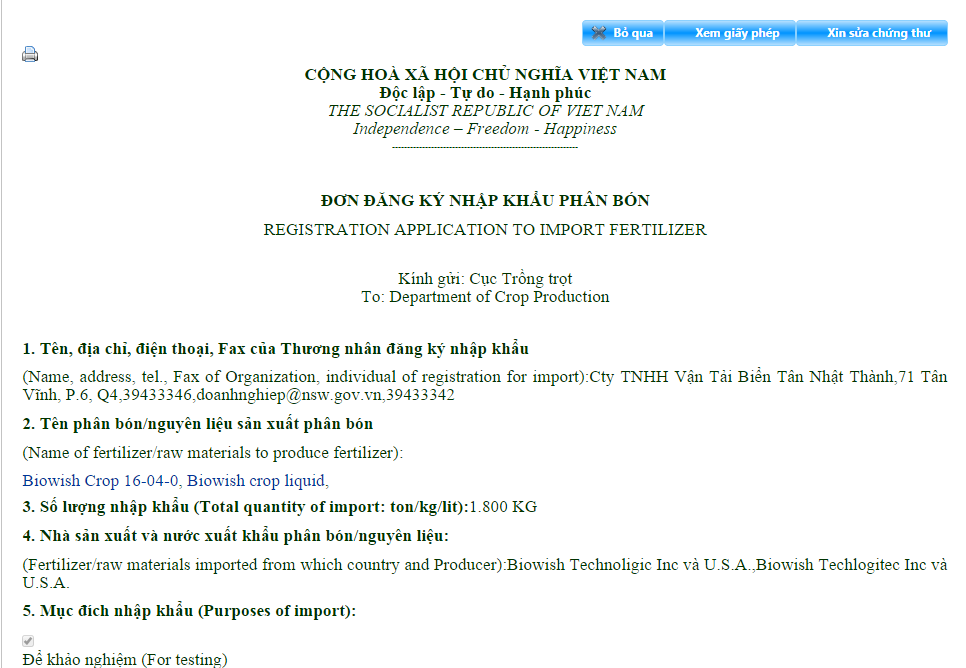 Bỏ qua
Xem giấy phép
Xin sửa chứng thư
CỘNG HOÀ XÃ HỘI CHỦ NGHĨA VIỆT NAM
Độc lập - Tự do - Hạnh phúc
THE SOCIALIST REPUBLIC OF VIET NAM
Independence – Freedom - Happiness
ĐƠN ĐĂNG KÝ NHẬP KHẨU PHÂN BÓN
REGISTRATION APPLICATION TO IMPORT FERTILIZER
Kính gửi: Cục Trồng trọt
To: Department of Crop Production
1. Tên, địa chỉ, điện thoại, Fax của Thương nhân đăng ký nhập khẩu
(Name, address, tel., Fax of Organization, individual of registration for import):Cty TNHH Vận Tải Biển Tân Nhật Thành,71 Tân
Vĩnh, P.6, Q4,39433346,doanhnghiep@nsw.gov.vn,39433342
2. Tên phân bón/nguyên liệu sản xuất phân bón
(Name of fertilizer/raw materials to produce fertilizer):
Biowish Crop 16-04-0, Biowish crop liquid,
3. Số lượng nhập khẩu (Total quantity of import: ton/kg/lit):1.800 KG
4. Nhà sản xuất và nước xuất khẩu phân bón/nguyên liệu:
(Fertilizer/raw materials imported from which country and Producer):Biowish Technoligic Inc và U.S.A.,Biowish Techlogitec Inc và
U.S.A.
5. Mục đích nhập khẩu (Purposes of import):
Để khảo nghiệm (For testing)